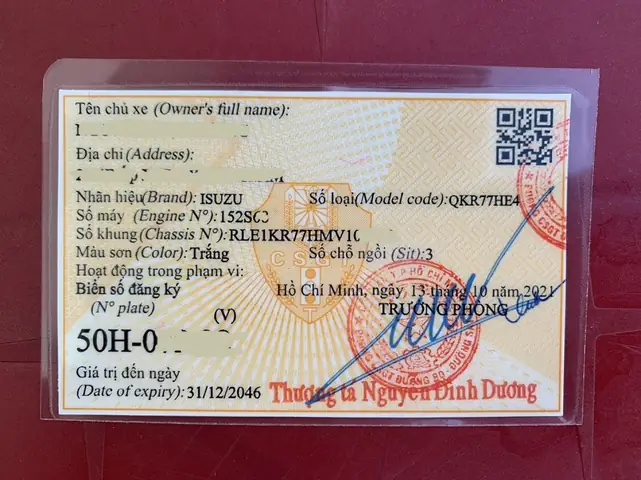 Tên chủ xe (Owner's full name):
Địa chỉ (Address):
Nhãn hiệu(Brand): ISUZU Số loại(Model code): QKR77HE4
Số máy (Engine N°): 152S63
Số khung (Chassis N°): RLE1KR77HMV10
Màu sơn (Color): Trắng Số chỗ ngồi (Sit): 3
Hoạt động trong phạm vi:
Biển số đăng ký Hồ Chí Minh, ngày 13 tháng 10 năm 2021
(N° plate) (V) TRƯỞNG PHÒNG
50H-0
Giá trị đến ngày
(Date of expiry): 31/12/2046 Thượng tá Nguyễn Đình Dương
CSGT